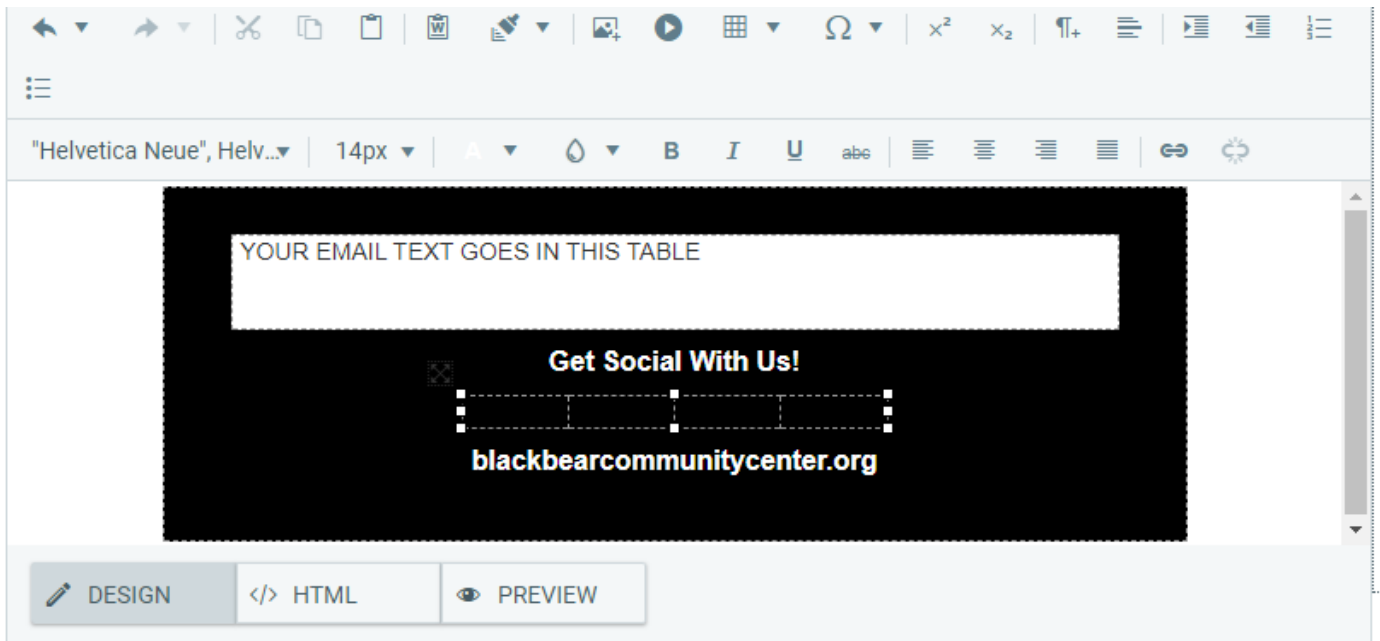 "Helvetica Neue", Helv...
14px
A
B I U abc
YOUR EMAIL TEXT GOES IN THIS TABLE
Get Social With Us!
blackbearcommunitycenter.org
DESIGN </> HTML PREVIEW